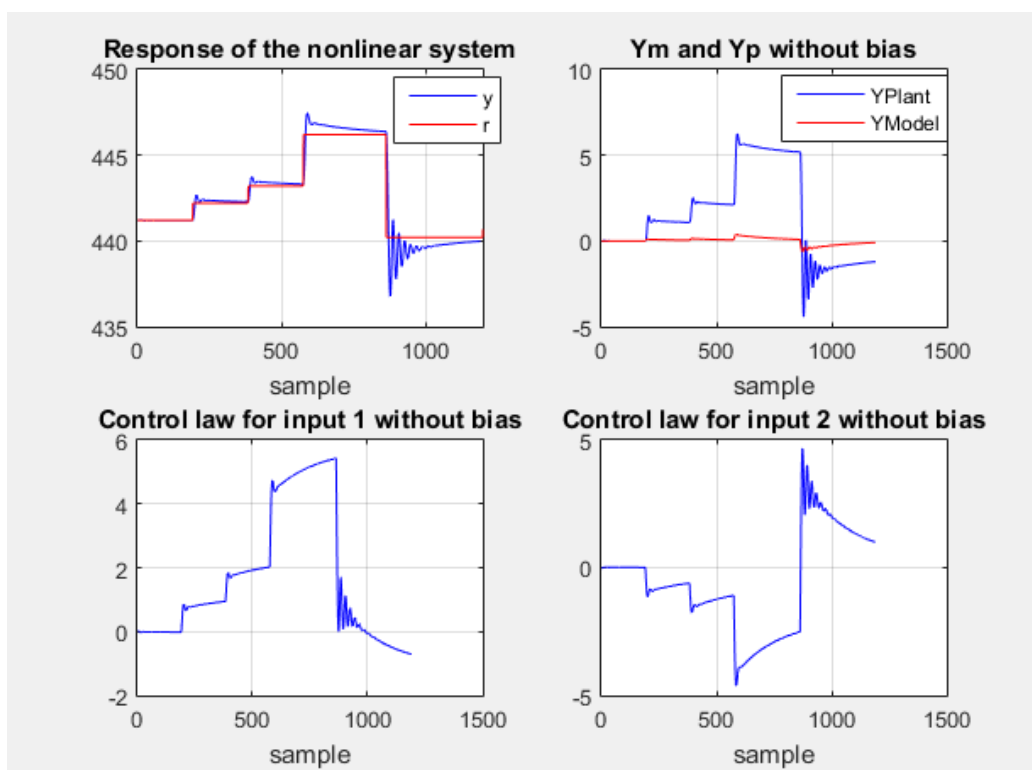 Response of the nonlinear system
450
445
440
435
0
500
1000
sample
y
r
Ym and Yp without bias
10
5
0
-5
0
500
1000
1500
sample
YPlant
YModel
Control law for input 1 without bias
6
4
2
0
-2
0
500
1000
1500
sample
Control law for input 2 without bias
5
0
-5
0
500
1000
1500
sample